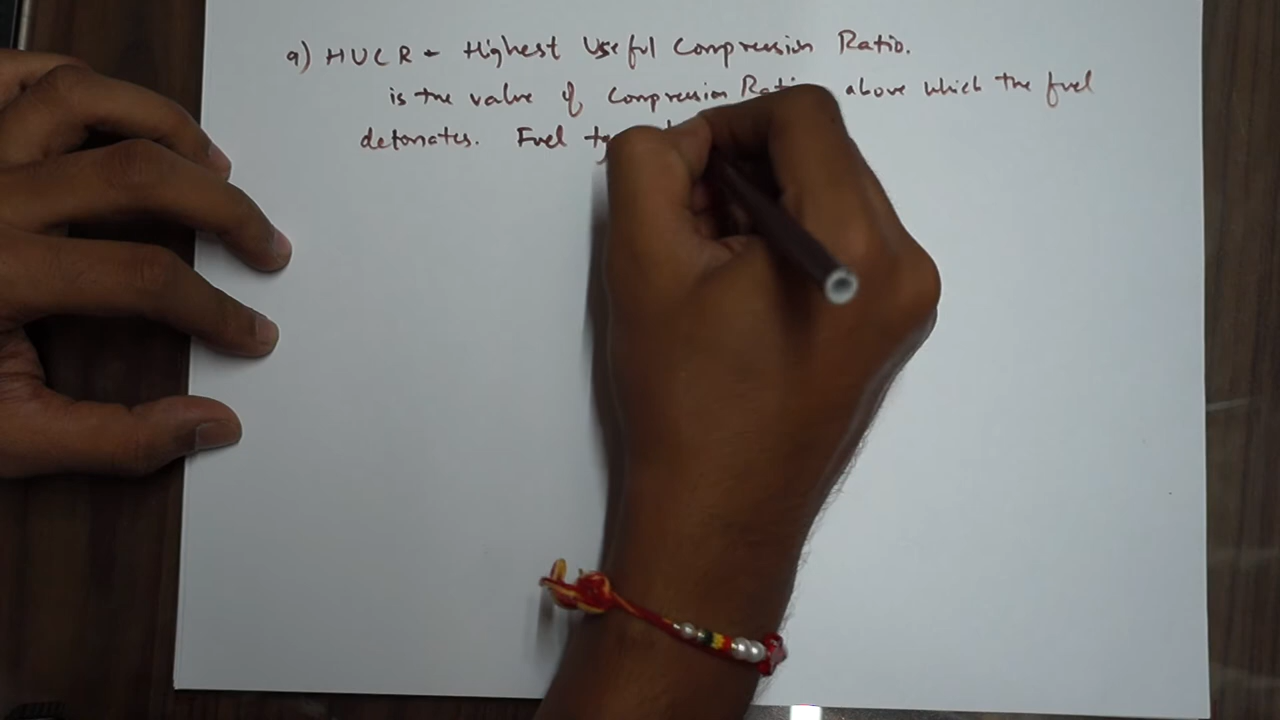 a) HUCR - Highest Useful Compression Ratio.
is the value of Compression Ratio above which the fuel
detonates. Fuel